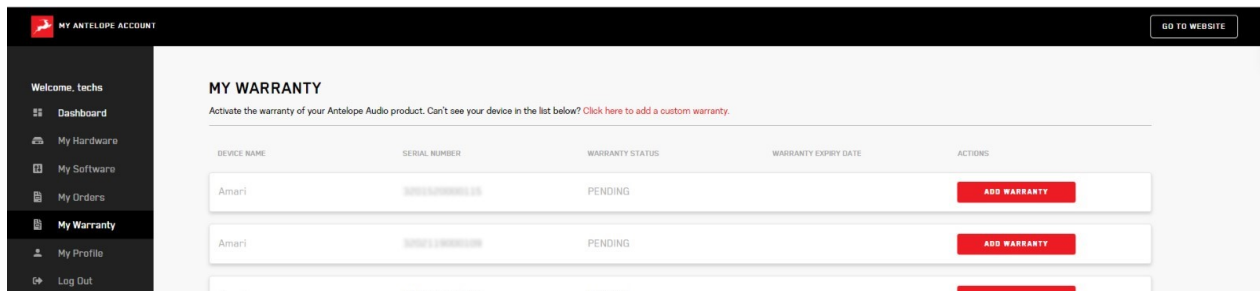 MY ANTELOPE ACCOUNT
GO TO WEBSITE
Welcome, techs
Dashboard
My Hardware
My Software
My Orders
My Warranty
My Profile
Log Out
MY WARRANTY
Activate the warranty of your Antelope Audio product. Can't see your device in the list below? Click here to add a custom warranty.
DEVICE NAME SERIAL NUMBER WARRANTY STATUS WARRANTY EXPIRY DATE ACTIONS
Amari PENDING ADD WARRANTY
Amari PENDING ADD WARRANTY